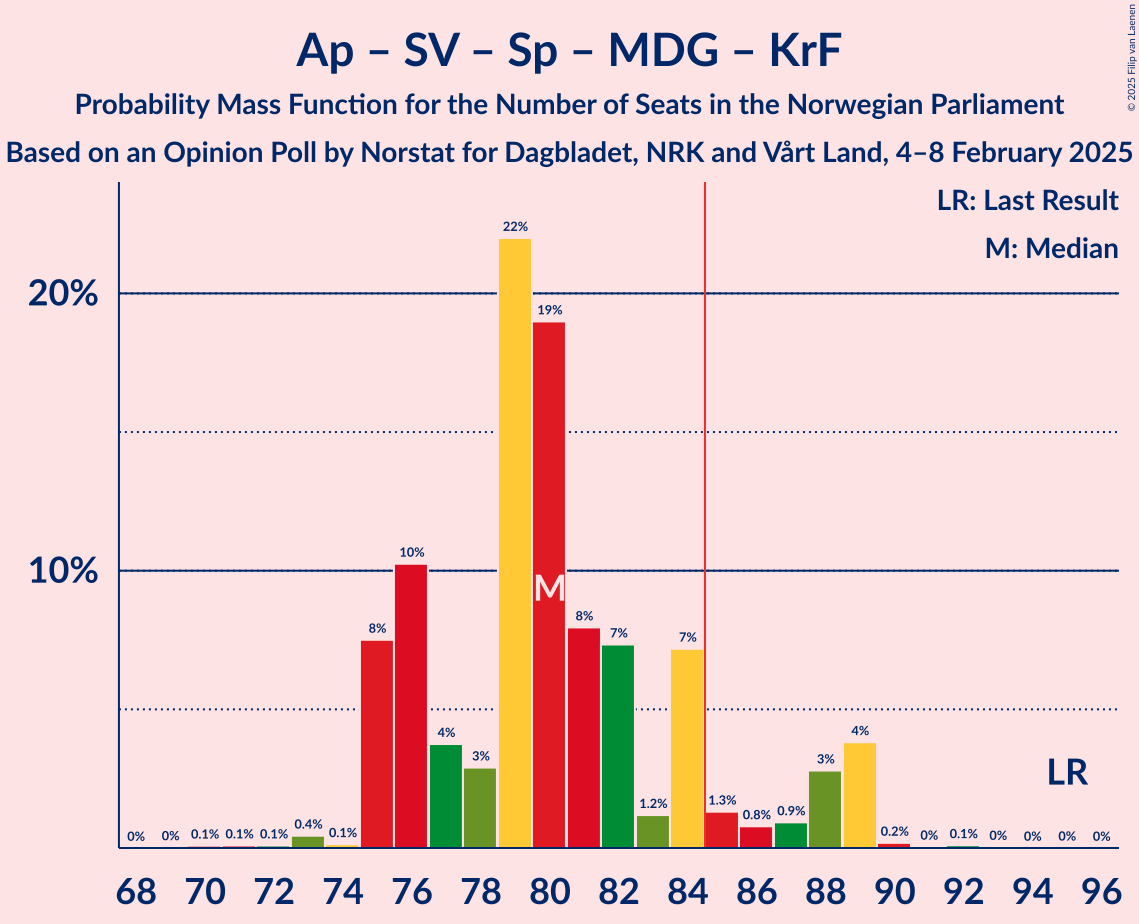 Ap – SV – Sp – MDG – KrF
Probability Mass Function for the Number of Seats in the Norwegian Parliament
Based on an Opinion Poll by Norstat for Dagbladet, NRK and Vårt Land, 4–8 February 2025
© 2025 Filip van Laenen
LR: Last Result
M: Median
20%
10%
0% 0% 0.1% 0.1% 0.1% 0.4% 0.1% 8% 10% 4% 3% 22% 19% 8% 7% 1.2% 7% 1.3% 0.8% 0.9% 3% 4% 0.2% 0% 0.1% 0% 0% 0% 0%
M
LR
68 70 72 74 76 78 80 82 84 86 88 90 92 94 96